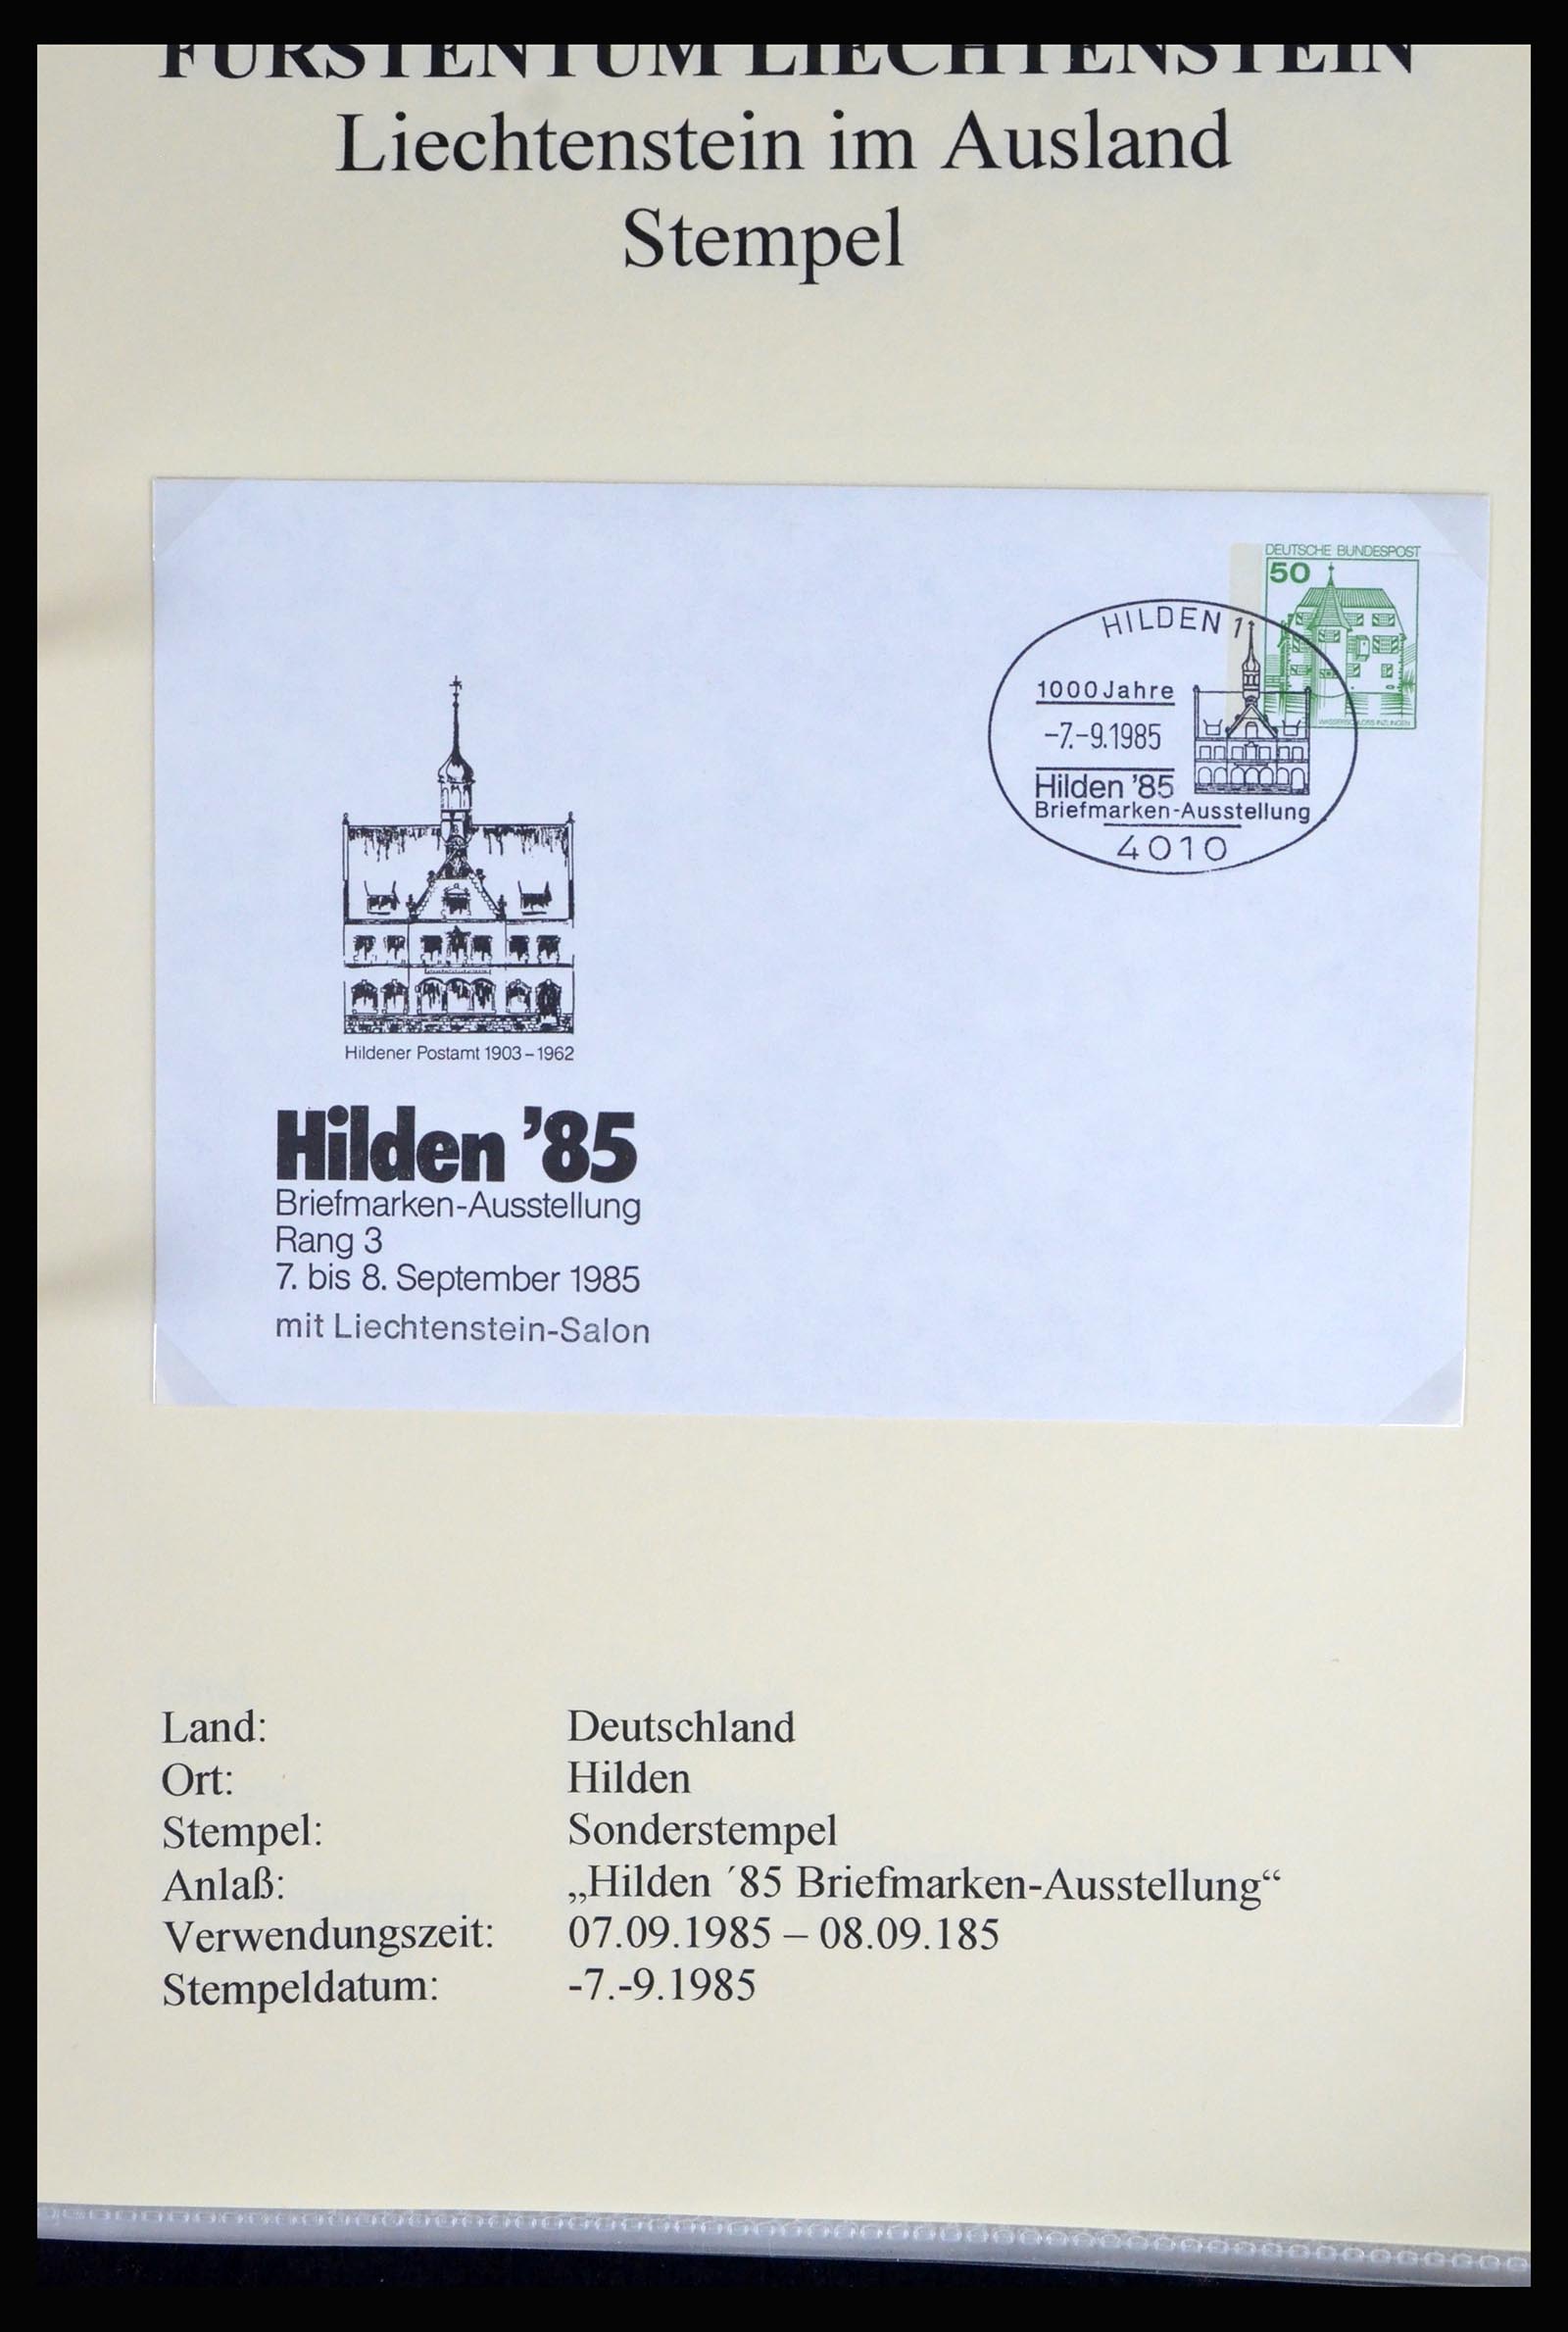 FÜRSTENTUM LIECHTENSTEIN
Liechtenstein im Ausland
Stempel
DEUTSCHE BUNDESPOST
50
WASSERSCHLOSS INZLINGEN
HILDEN 1
1000 Jahre
-7.-9.1985
Hilden '85
Briefmarken-Ausstellung
4010
Hildener Postamt 1903–1962
Hilden '85
Briefmarken-Ausstellung
Rang 3
7. bis 8. September 1985
mit Liechtenstein-Salon
Land: Deutschland
Ort: Hilden
Stempel: Sonderstempel
Anlaß: „Hilden ´85 Briefmarken-Ausstellung“
Verwendungszeit: 07.09.1985 – 08.09.185
Stempeldatum: -7.-9.1985